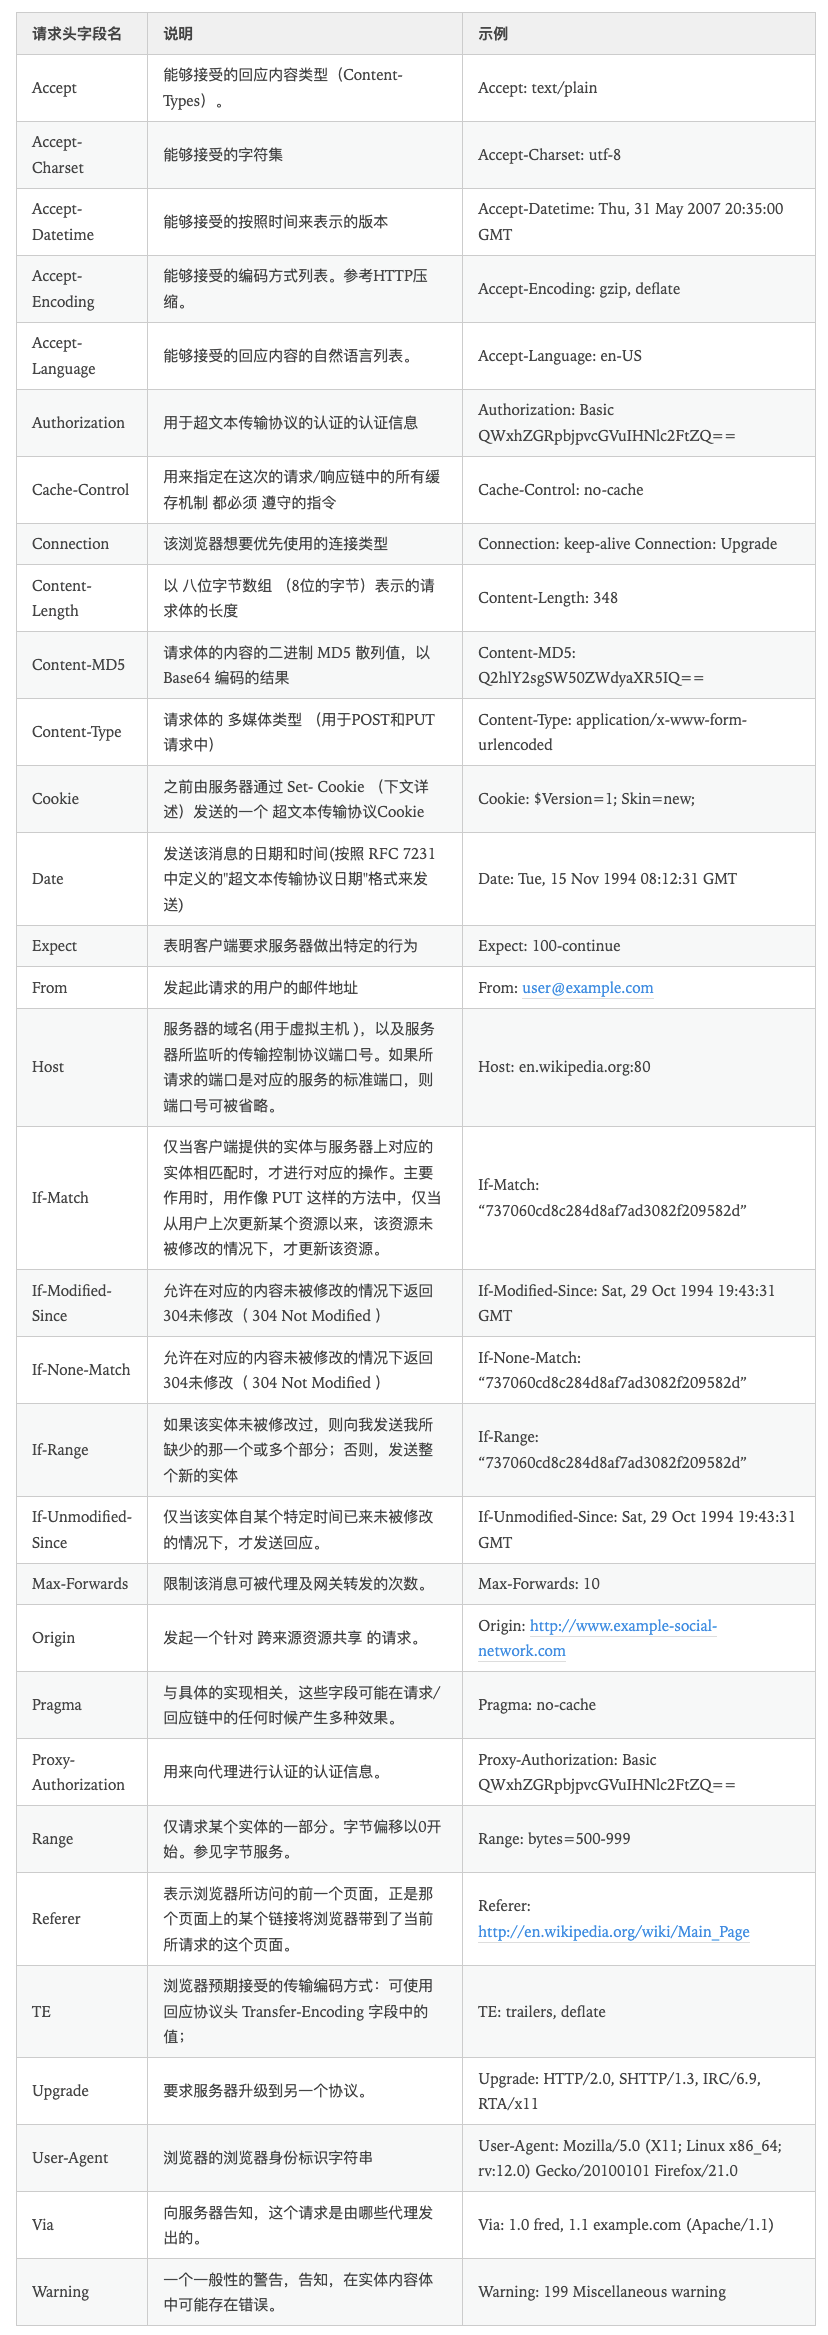 请求头字段名
说明
示例
Accept
能够接受的回应内容类型（Content-
Types）。
Accept: text/plain
Accept-
Charset
能够接受的字符集
Accept-Charset: utf-8
Accept-
Datetime
能够接受的按照时间来表示的版本
Accept-Datetime: Thu, 31 May 2007 20:35:00
GMT
Accept-
Encoding
能够接受的编码方式列表。参考HTTP压
缩。
Accept-Encoding: gzip, deflate
Accept-
Language
能够接受的回应内容的自然语言列表。
Accept-Language: en-US
Authorization
用于超文本传输协议的认证的认证信息
Authorization: Basic
QWxhZGRpbjpvcGVuIHNlc2FtZQ==
Cache-Control
用来指定在这次的请求/响应链中的所有缓
存机制 都必须 遵守的指令
Cache-Control: no-cache
Connection
该浏览器想要优先使用的连接类型
Connection: keep-alive Connection: Upgrade
Content-
Length
以 八位字节数组 （8位的字节）表示的请
求体的长度
Content-Length: 348
Content-MD5
请求体的内容的二进制 MD5 散列值，以
Base64 编码的结果
Content-MD5:
Q2hlY2sgSW50ZWdyaXR5IQ==
Content-Type
请求体的 多媒体类型 （用于POST和PUT
请求中）
Content-Type: application/x-www-form-
urlencoded
Cookie
之前由服务器通过 Set- Cookie （下文详
述）发送的一个 超文本传输协议Cookie
Cookie: $Version=1; Skin=new;
Date
发送该消息的日期和时间(按照 RFC 7231
中定义的"超文本传输协议日期"格式来发
送)
Date: Tue, 15 Nov 1994 08:12:31 GMT
Expect
表明客户端要求服务器做出特定的行为
Expect: 100-continue
From
发起此请求的用户的邮件地址
From: user@example.com
Host
服务器的域名(用于虚拟主机 )，以及服务
器所监听的传输控制协议端口号。如果所
请求的端口是对应的服务的标准端口，则
端口号可被省略。
Host: en.wikipedia.org:80
If-Match
仅当客户端提供的实体与服务器上对应的
实体相匹配时，才进行对应的操作。主要
作用时，用作像 PUT 这样的方法中，仅当
从用户上次更新某个资源以来，该资源未
被修改的情况下，才更新该资源。
If-Match:
“737060cd8c284d8af7ad3082f209582d”
If-Modified-
Since
允许在对应的内容未被修改的情况下返回
304未修改（ 304 Not Modified ）
If-Modified-Since: Sat, 29 Oct 1994 19:43:31
GMT
If-None-Match
允许在对应的内容未被修改的情况下返回
304未修改（ 304 Not Modified ）
If-None-Match:
“737060cd8c284d8af7ad3082f209582d”
If-Range
如果该实体未被修改过，则向我发送我所
缺少的那一个或多个部分；否则，发送整
个新的实体
If-Range:
“737060cd8c284d8af7ad3082f209582d”
If-Unmodified-
Since
仅当该实体自某个特定时间已来未被修改
的情况下，才发送回应。
If-Unmodified-Since: Sat, 29 Oct 1994 19:43:31
GMT
Max-Forwards
限制该消息可被代理及网关转发的次数。
Max-Forwards: 10
Origin
发起一个针对 跨来源资源共享 的请求。
Origin: http://www.example-social-
network.com
Pragma
与具体的实现相关，这些字段可能在请求/
回应链中的任何时候产生多种效果。
Pragma: no-cache
Proxy-
Authorization
用来向代理进行认证的认证信息。
Proxy-Authorization: Basic
QWxhZGRpbjpvcGVuIHNlc2FtZQ==
Range
仅请求某个实体的一部分。字节偏移以0开
始。参见字节服务。
Range: bytes=500-999
Referer
表示浏览器所访问的前一个页面，正是那
个页面上的某个链接将浏览器带到了当前
所请求的这个页面。
Referer:
http://en.wikipedia.org/wiki/Main_Page
TE
浏览器预期接受的传输编码方式：可使用
回应协议头 Transfer-Encoding 字段中的
值；
TE: trailers, deflate
Upgrade
要求服务器升级到另一个协议。
Upgrade: HTTP/2.0, SHTTP/1.3, IRC/6.9,
RTA/x11
User-Agent
浏览器的浏览器身份标识字符串
User-Agent: Mozilla/5.0 (X11; Linux x86_64;
rv:12.0) Gecko/20100101 Firefox/21.0
Via
向服务器告知，这个请求是由哪些代理发
出的。
Via: 1.0 fred, 1.1 example.com (Apache/1.1)
Warning
一个一般性的警告，告知，在实体内容体
中可能存在错误。
Warning: 199 Miscellaneous warning